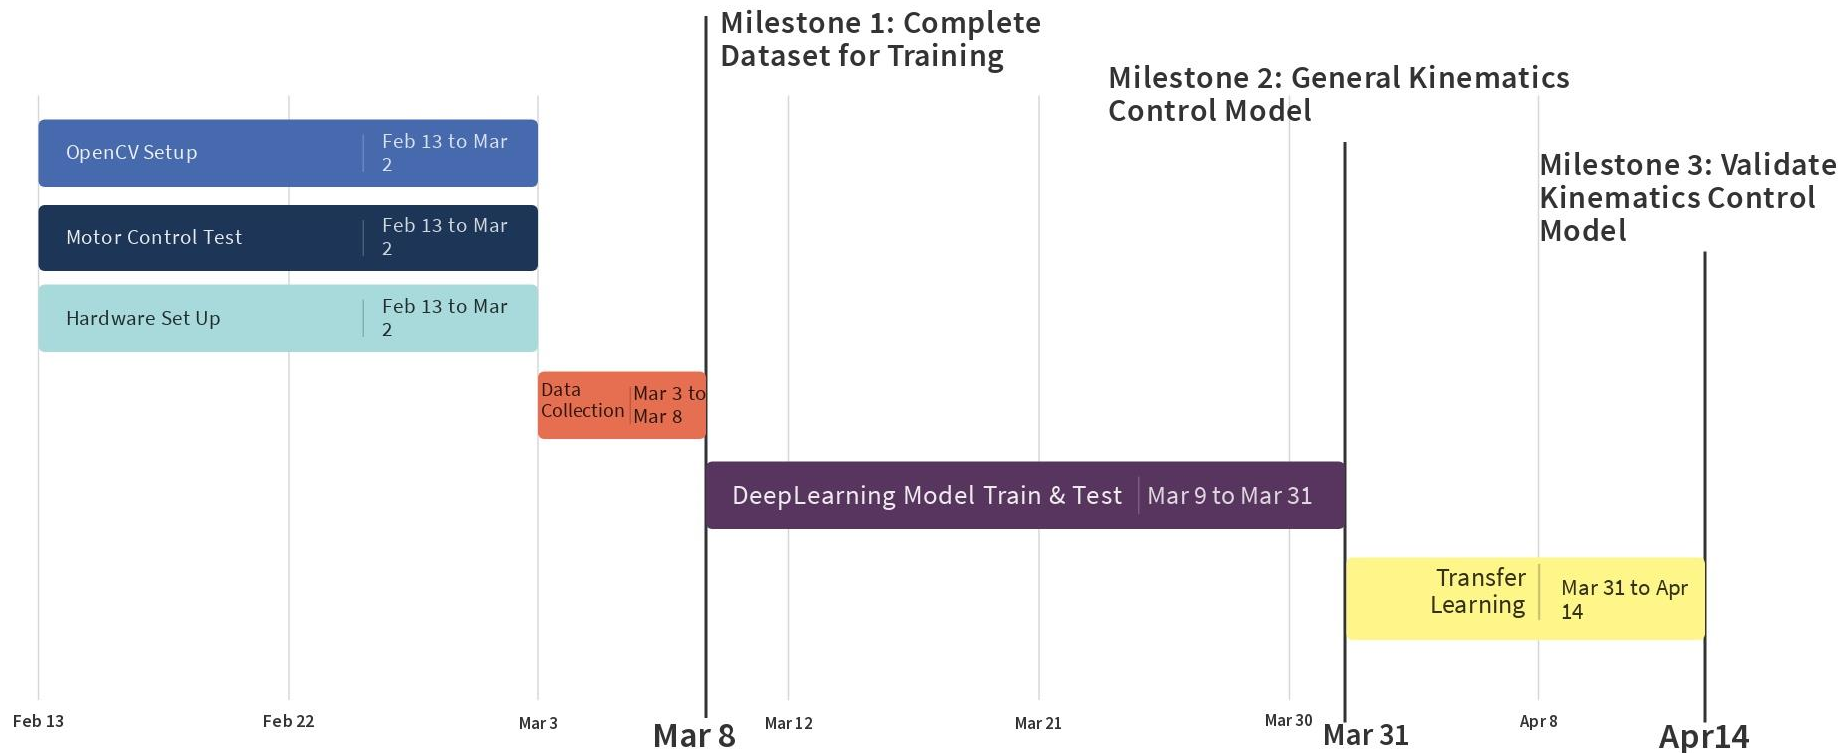 Milestone 1: Complete
Dataset for Training
Milestone 2: General Kinematics
Control Model
Milestone 3: Validate
Kinematics Control
Model
OpenCV Setup
Feb 13 to Mar
2
Motor Control Test
Feb 13 to Mar
2
Hardware Set Up
Feb 13 to Mar
2
Data
Collection
Mar 3 to
Mar 8
DeepLearning Model Train & Test
Mar 9 to Mar 31
Transfer
Learning
Mar 31 to Apr
14
Feb 13
Feb 22
Mar 3
Mar 8
Mar 12
Mar 21
Mar 30
Mar 31
Apr 8
Apr14